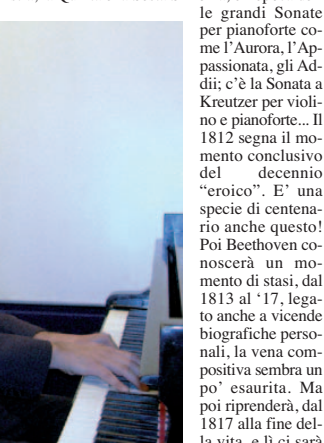 le grandi Sonate
per pianoforte co-
me l'Aurora, l'Ap-
passionata, gli Ad-
dii; c'è la Sonata a
Kreutzer per violi-
no e pianoforte... Il
1812 segna il mo-
mento conclusivo
del decennio
“eroico”. E' una
specie di centena-
rio anche questo!
Poi Beethoven co-
noscerà un mo-
mento di stasi, dal
1813 al ‘17, lega-
to anche a vicende
biografiche perso-
nali, la vena com-
positiva sembra un
po' esaurita. Ma
poi riprenderà, dal
1817 alla fine del-
la vita, e lì ci sarà